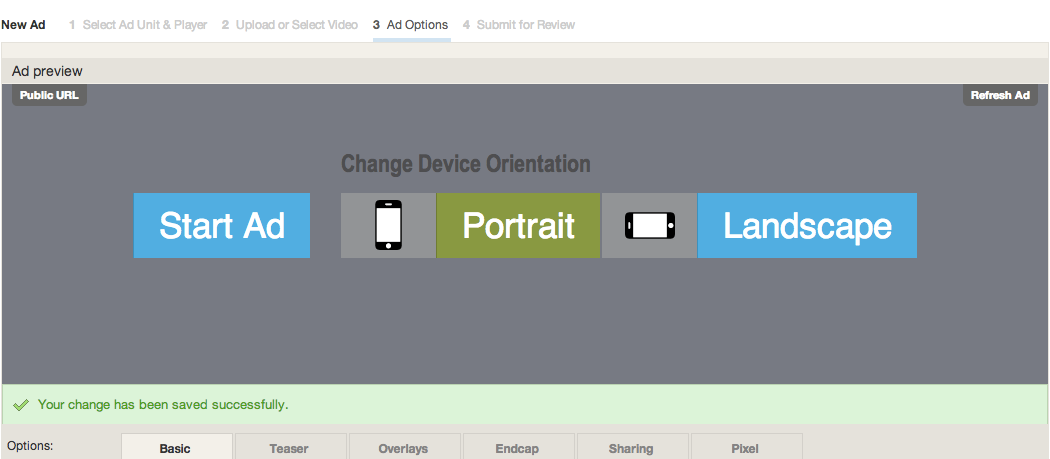 New Ad 1 Select Ad Unit & Player 2 Upload or Select Video 3 Ad Options 4 Submit for Review
Ad preview
Public URL Refresh Ad
Change Device Orientation
Start Ad Portrait Landscape
Your change has been saved successfully.
Options: Basic Teaser Overlays Endcap Sharing Pixel